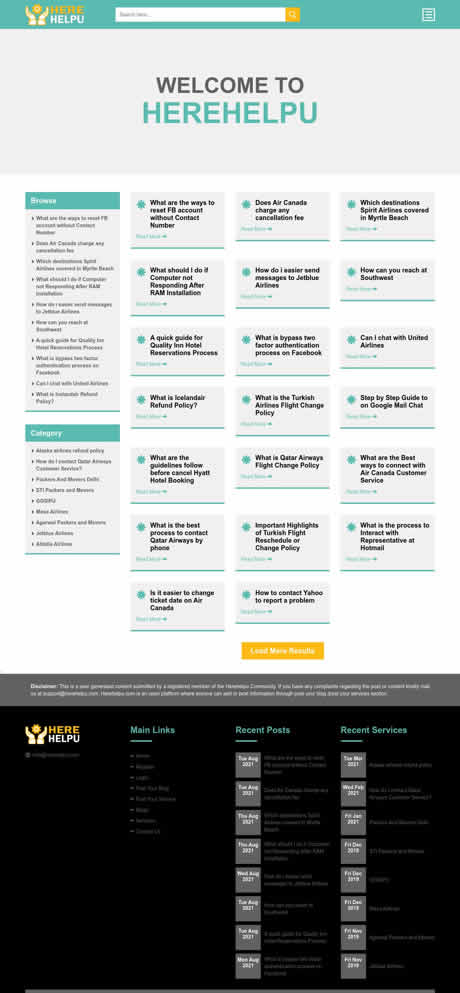 HERE
HELPU
Search here...
WELCOME TO
HEREHELPU
Browse
What are the ways to reset FB
account without Contact
Number
Does Air Canada charge any
cancellation fee
Which destinations Spirit
Airlines covered in Myrtle Beach
What should I do if Computer
not Responding After RAM
Installation
How do i easier send messages
to Jetblue Airlines
How can you reach at
Southwest
A quick guide for Quality Inn
Hotel Reservations Process
What is bypass two factor
authentication process on
Facebook
Can I chat with United Airlines
What is Icelandair Refund
Policy?
Category
Alaska airlines refund policy
How do I contact Qatar Airways
Customer Service?
Packers And Movers Delhi
STI Packers and Movers
GODIPU
Agarwal Packers and Movers
Jetblue Airlines
Alitalia Airlines
What are the ways to
reset FB account
without Contact
Number
Read More
Does Air Canada
charge any
cancellation fee
Read More
Which destinations
Spirit Airlines covered
in Myrtle Beach
Read More
What should I do if
Computer not
Responding After
RAM Installation
Read More
How do i easier send
messages to Jetblue
Airlines
Read More
How can you reach at
Southwest
Read More
A quick guide for
Quality Inn Hotel
Reservations Process
Read More
What is bypass two
factor authentication
process on Facebook
Read More
Can I chat with United
Airlines
Read More
What is Icelandair
Refund Policy?
Read More
What is the Turkish
Airlines Flight Change
Policy
Read More
Step by Step Guide to
on Google Mail Chat
Read More
What are the
guidelines follow
before cancel Hyatt
Hotel Booking
Read More
What is Qatar Airways
Flight Change Policy
Read More
What are the Best
ways to connect with
Air Canada Customer
Service
Read More
What is the best
process to contact
Qatar Airways by
phone
Read More
Important Highlights
of Turkish Flight
Reschedule or
Change Policy
Read More
What is the process to
Interact with
Representative at
Hotmail
Read More
Is it easier to change
ticket date on Air
Canada
Read More
How to contact Yahoo
to report a problem
Read More
Load More Results
Disclaimer: This is a user generated content submitted by a registered member of the Herehelpu Community. If you have any complaints regarding the post or content kindly mail
us at support@herehelpu.com. Herehelpu.com is an open platform where anyone can add or post information through post your blog /post your services section.
HERE
HELPU
Main Links
Home
Register
Login
Post Your Blog
Post Your Service
Blogs
Services
Contact Us
Recent Posts
Tue Aug
2021
What are the ways to reset
FB account without Contact
Number
Tue Aug
2021
Does Air Canada charge any
cancellation fee
Thu Aug
2021
Which destinations Spirit
Airlines covered in Myrtle
Beach
Thu Aug
2021
What should I do if Computer
not Responding After RAM
Installation
Wed Aug
2021
How do i easier send
messages to Jetblue Airlines
Tue Aug
2021
How can you reach at
Southwest
Tue Aug
2021
A quick guide for Quality Inn
Hotel Reservations Process
Mon Aug
2021
What is bypass two factor
authentication process on
Facebook
Recent Services
Tue Mar
2021
Alaska airlines refund policy
Wed Feb
2021
How do I contact Qatar
Airways Customer Service?
Fri Jan
2021
Packers And Movers Delhi
Fri Dec
2019
STI Packers and Movers
Fri Dec
2019
GODIPU
Fri Dec
2019
Fri Nov
2019
Agarwal Packers and Movers
Fri Nov
2019
Jetblue Airlines